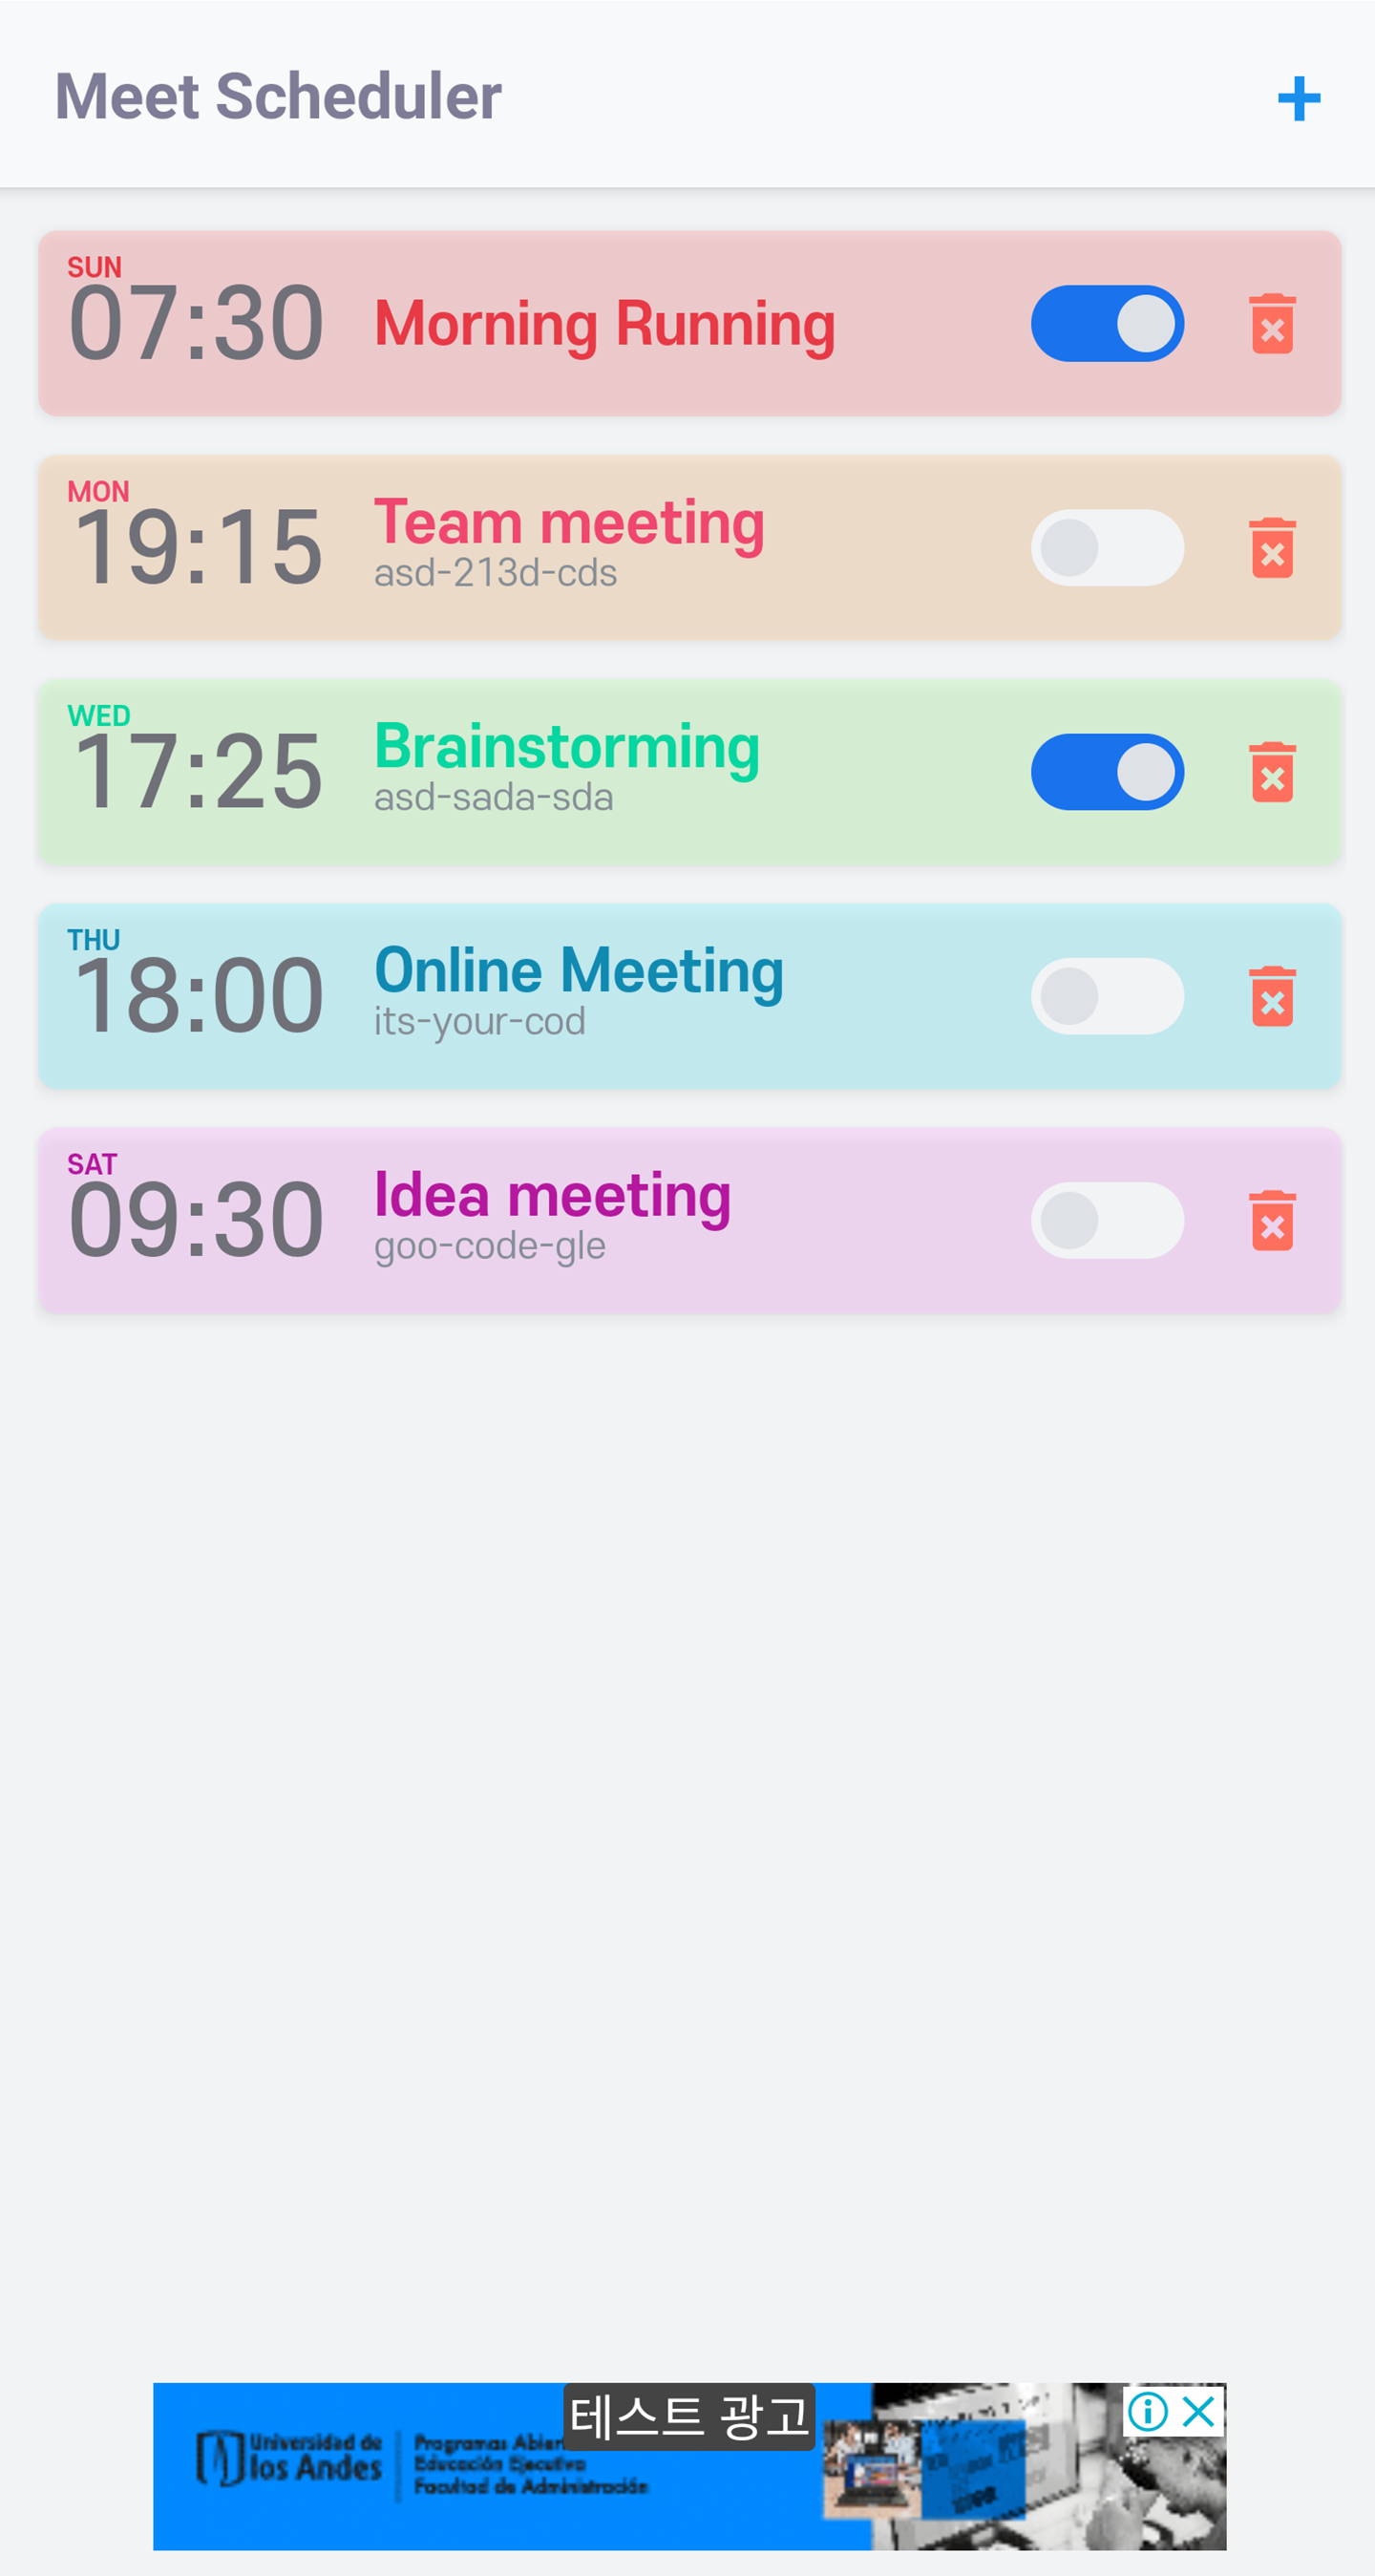 Meet Scheduler
SUN
07:30
Morning Running
MON
19:15
Team meeting
asd-213d-cds
WED
17:25
Brainstorming
asd-sada-sda
THU
18:00
Online Meeting
its-your-cod
SAT
09:30
Idea meeting
goo-code-gle
테스트 광고
Universidad de
los Andes
Programas
Educación Ejecutiva
Facultad de Administración